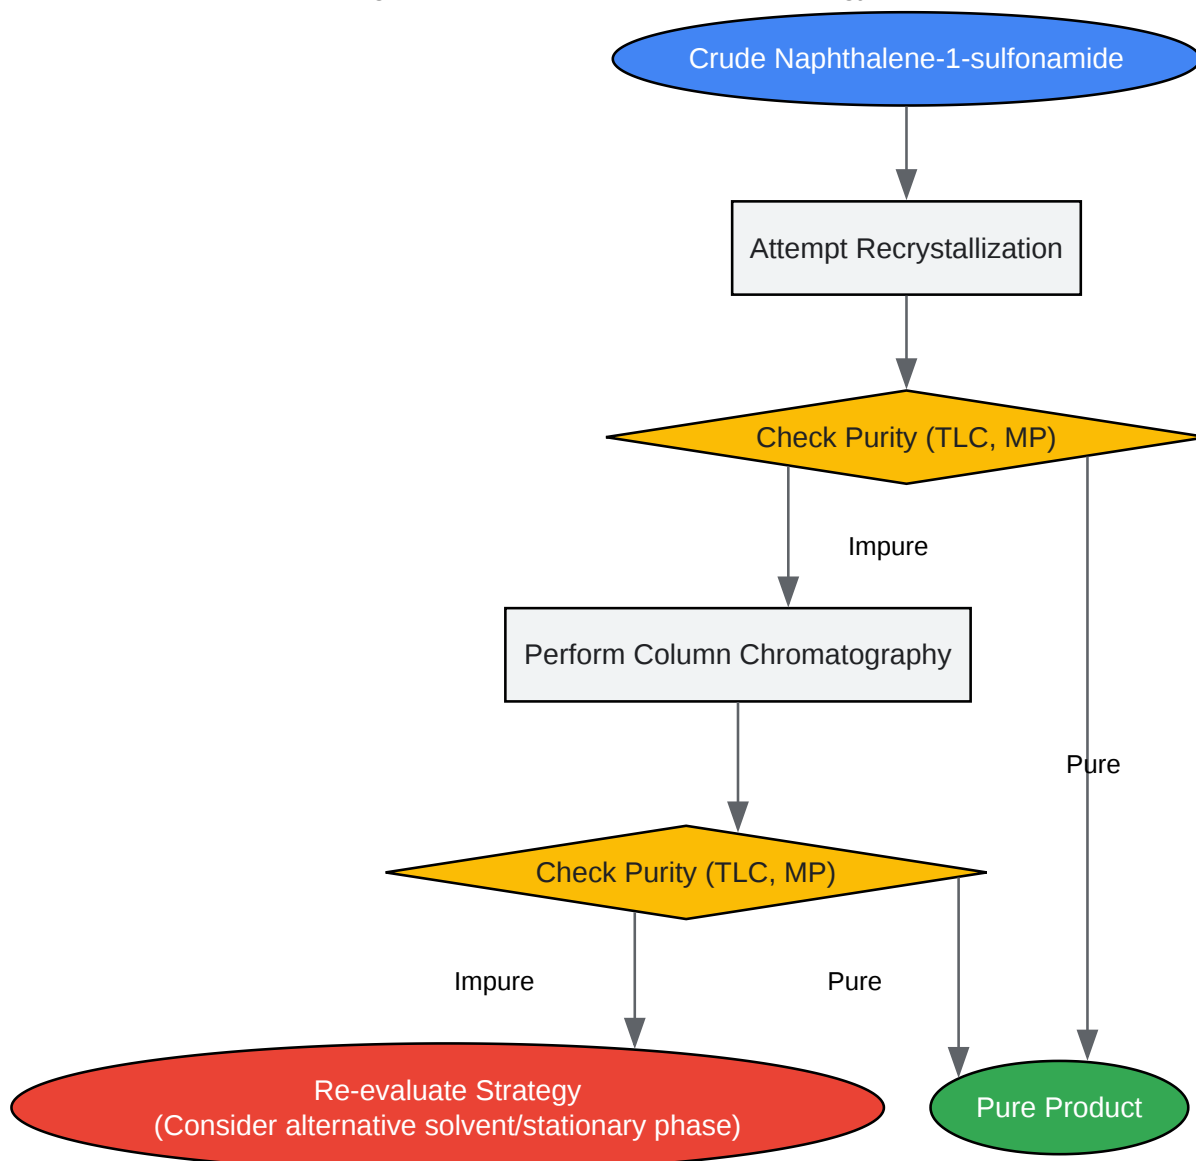 Crude Naphthalene-1-sulfonamide
Attempt Recrystallization
Check Purity (TLC, MP)
Impure
Perform Column Chromatography
Pure
Check Purity (TLC, MP)
Impure
Pure
Re-evaluate Strategy
(Consider alternative solvent/stationary phase)
Pure Product